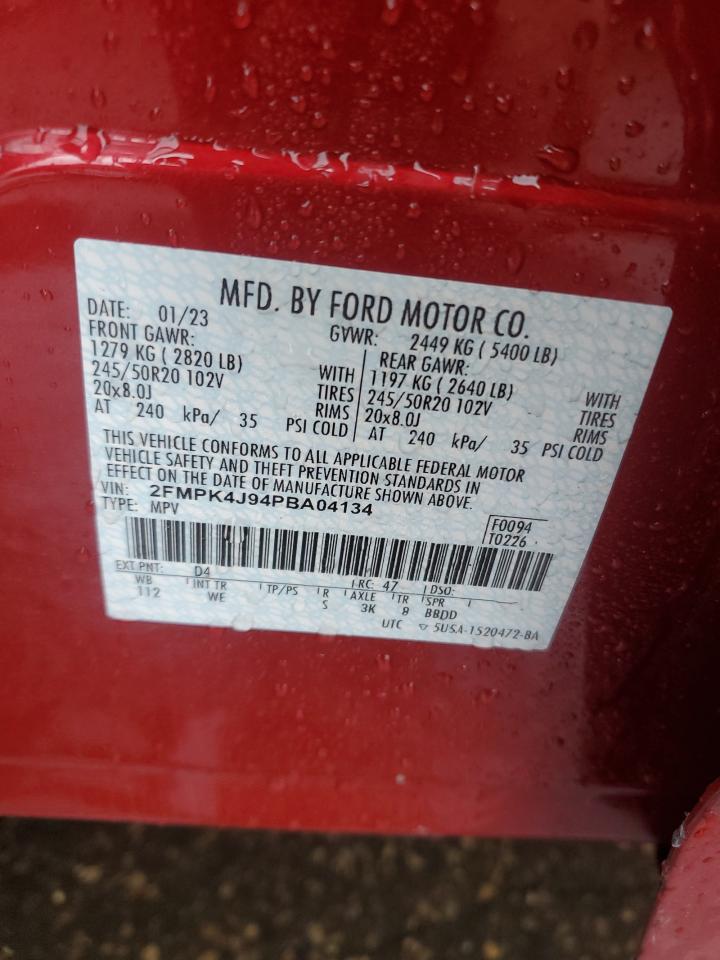 MFD. BY FORD MOTOR CO.
DATE: 01/23 GVWR: 2449 KG ( 5400 LB)
FRONT GAWR: REAR GAWR:
1279 KG ( 2820 LB) WITH 1197 KG ( 2640 LB) WITH
245/50R20 102V TIRES 245/50R20 102V TIRES
20x8.0J RIMS 20x8.0J RIMS
AT 240 kPa/ 35 PSI COLD AT 240 kPa/ 35 PSI COLD
THIS VEHICLE CONFORMS TO ALL APPLICABLE FEDERAL MOTOR
VEHICLE SAFETY AND THEFT PREVENTION STANDARDS IN
EFFECT ON THE DATE OF MANUFACTURE SHOWN ABOVE.
VIN: 2FMPK4J94PBA04134
TYPE: MPV
F0094
T0226
EXT PNT: D4 RC: 47 DSO:
WB INT TR TP/PS R AXLE TR SPR
112 WE S 3K 8 BBDD
UTC ▽ 5USA-1520472-BA